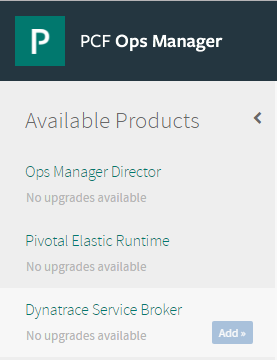 P PCF Ops Manager
Available Products
Ops Manager Director
No upgrades available
Pivotal Elastic Runtime
No upgrades available
Dynatrace Service Broker
No upgrades available
Add »